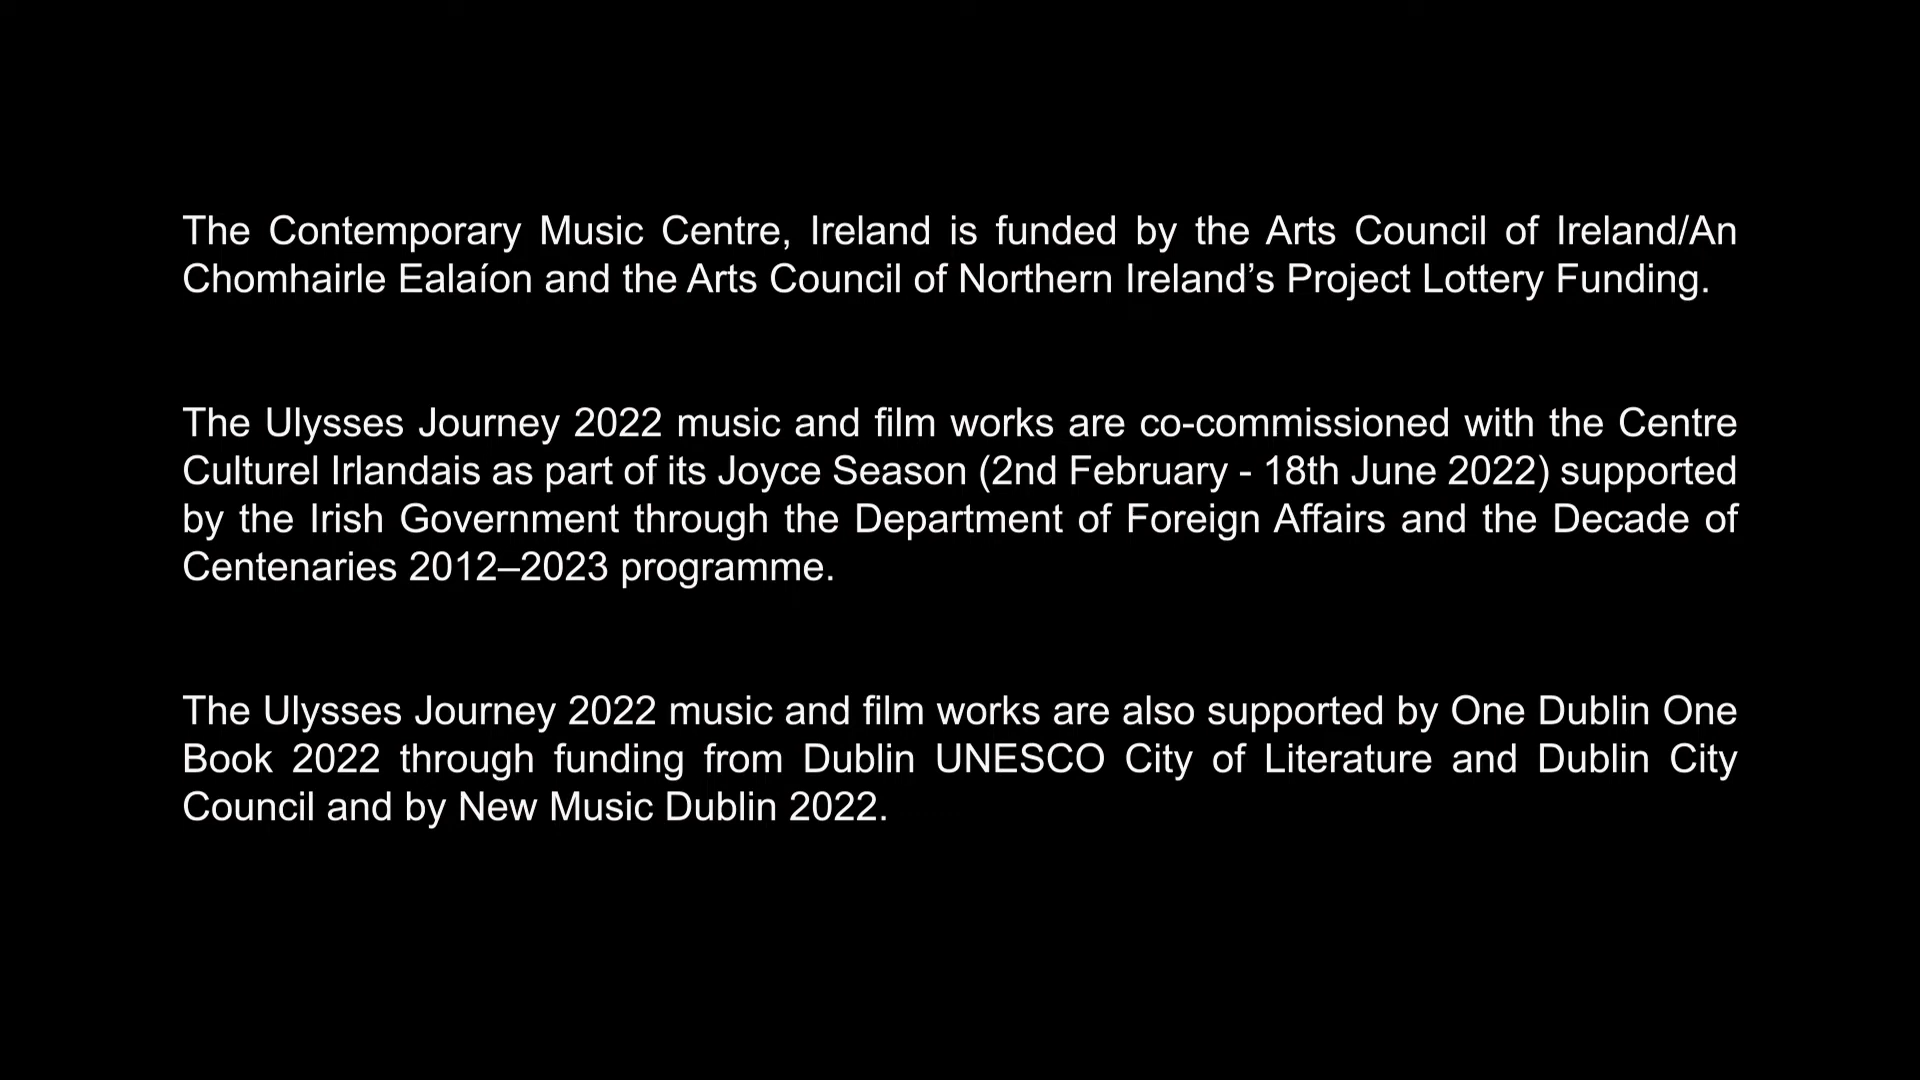 The Contemporary Music Centre, Ireland is funded by the Arts Council of Ireland/An
Chomhairle Ealaíon and the Arts Council of Northern Ireland’s Project Lottery Funding.
The Ulysses Journey 2022 music and film works are co-commissioned with the Centre
Culturel Irlandais as part of its Joyce Season (2nd February - 18th June 2022) supported
by the Irish Government through the Department of Foreign Affairs and the Decade of
Centenaries 2012–2023 programme.
The Ulysses Journey 2022 music and film works are also supported by One Dublin One
Book 2022 through funding from Dublin UNESCO City of Literature and Dublin City
Council and by New Music Dublin 2022.